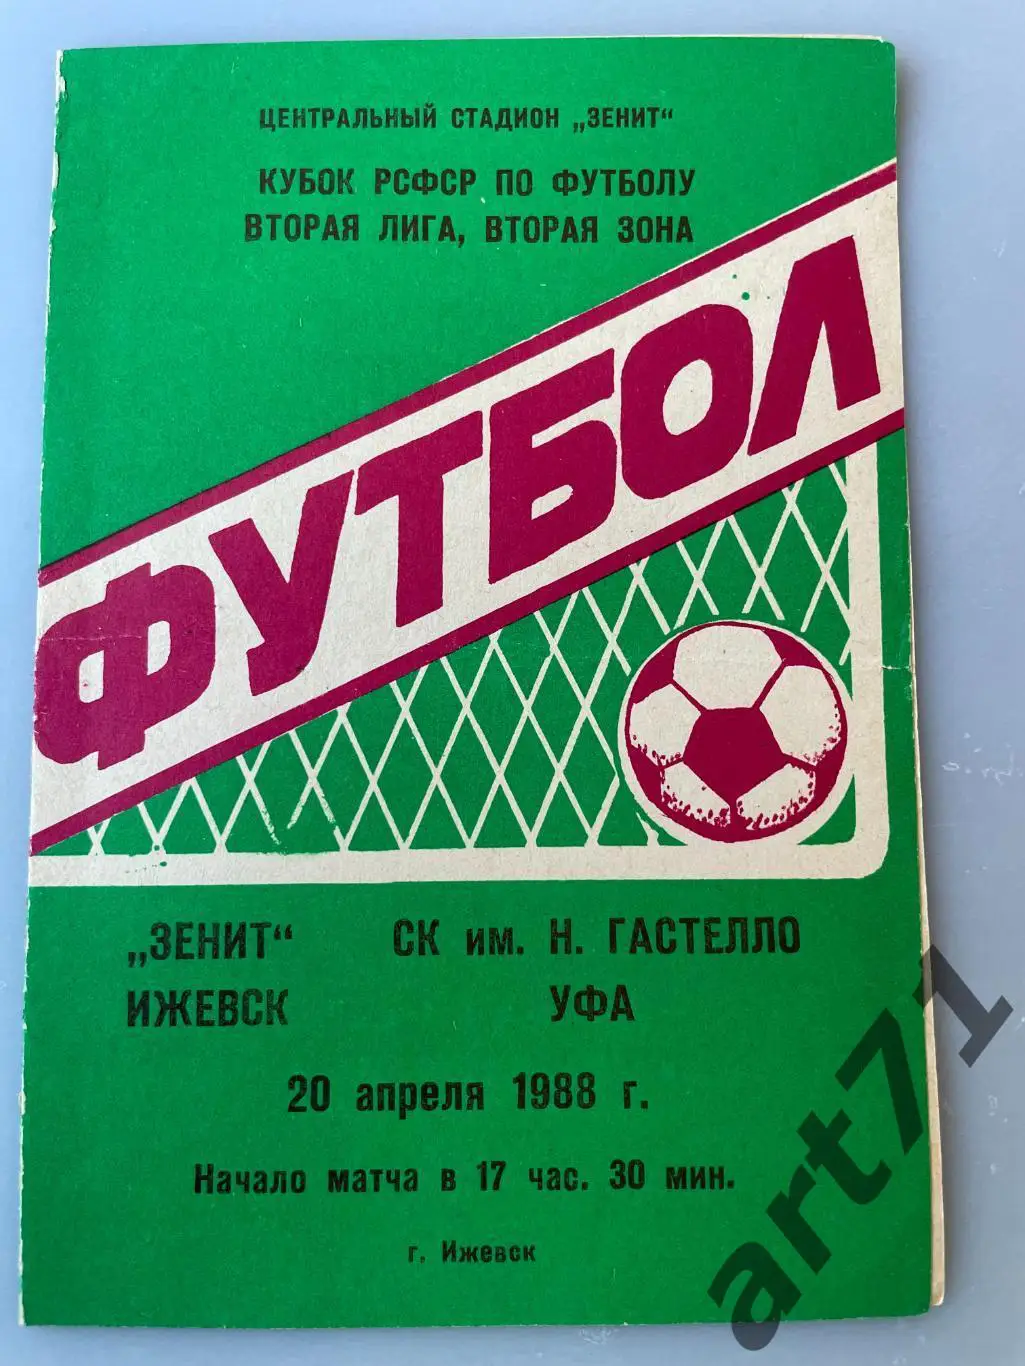 ЦЕНТРАЛЬНЫЙ СТАДИОН „ЗЕНИТ“
КУБОК РСФСР ПО ФУТБОЛУ
ВТОРАЯ ЛИГА, ВТОРАЯ ЗОНА
ФУТБОЛ
„ЗЕНИТ“ СК им. Н. ГАСТЕЛЛО
ИЖЕВСК УФА
20 апреля 1988 г.
Начало матча в 17 час. 30 мин.
г. Ижевск
art71